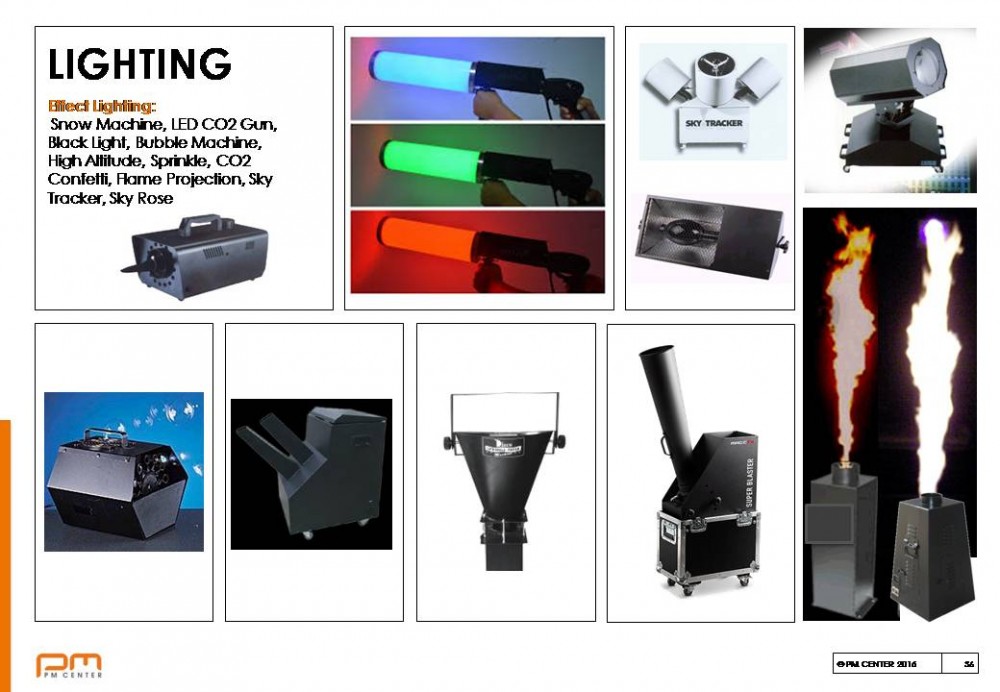 LIGHTING
Effect Lighting:
Snow Machine, LED CO2 Gun,
Black Light, Bubble Machine,
High Altitude, Sprinkle, CO2
Confetti, Flame Projection, Sky
Tracker, Sky Rose
SKY TRACKER
SUPER BLASTER
PM
PM CENTER
© PM CENTER 2016
36